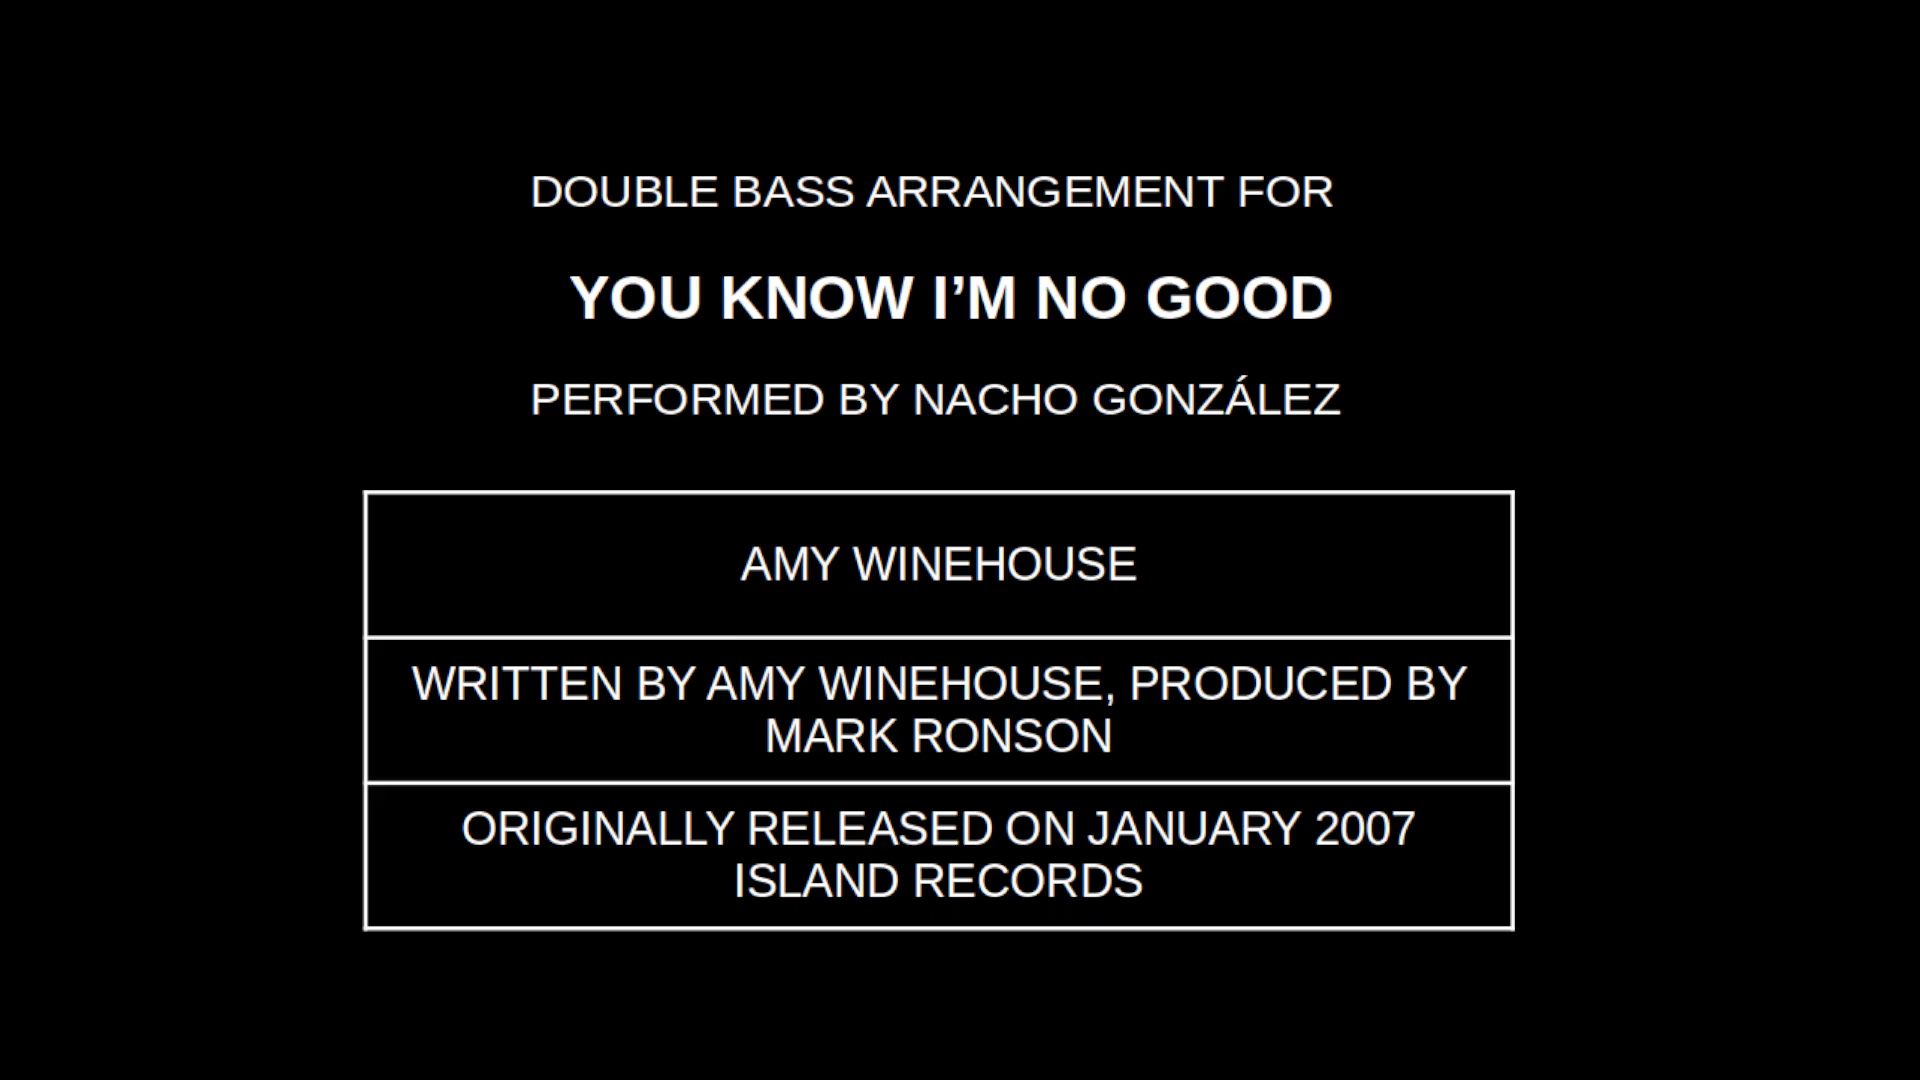 DOUBLE BASS ARRANGEMENT FOR
YOU KNOW I’M NO GOOD
PERFORMED BY NACHO GONZÁLEZ
AMY WINEHOUSE
WRITTEN BY AMY WINEHOUSE, PRODUCED BY
MARK RONSON
ORIGINALLY RELEASED ON JANUARY 2007
ISLAND RECORDS